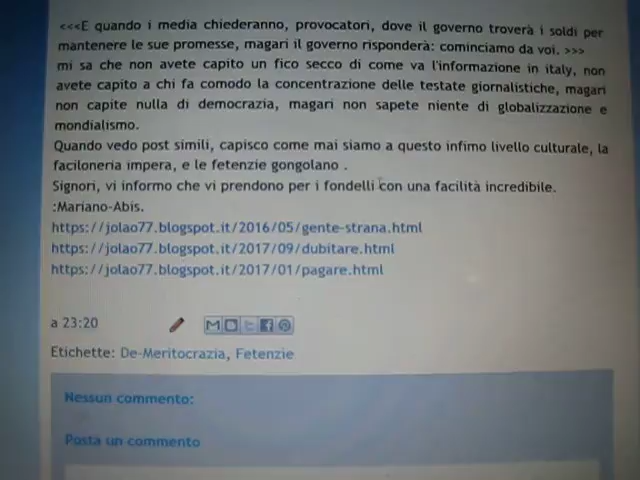 <<<E quando i media chiederanno, provocatori, dove il governo troverà i soldi per
mantenere le sue promesse, magari il governo risponderà: cominciamo da voi. >>>
mi sa che non avete capito un fico secco di come va l'informazione in italy, non
avete capito a chi fa comodo la concentrazione delle testate giornalistiche, magari
non capite nulla di democrazia, magari non sapete niente di globalizzazione e
mondialismo.
Quando vedo post simili, capisco come mai siamo a questo infimo livello culturale, la
faciloneria impera, e le fetenzie gongolano .
Signori, vi informo che vi prendono per i fondelli con una facilità incredibile.
:Mariano-Abis.
https://jolao77.blogspot.it/2016/05/gente-strana.html
https://jolao77.blogspot.it/2017/09/dubitare.html
https://jolao77.blogspot.it/2017/01/pagare.html
a 23:20
Etichette: De-Meritocrazia, Fetenzie
Nessun commento:
Posta un commento